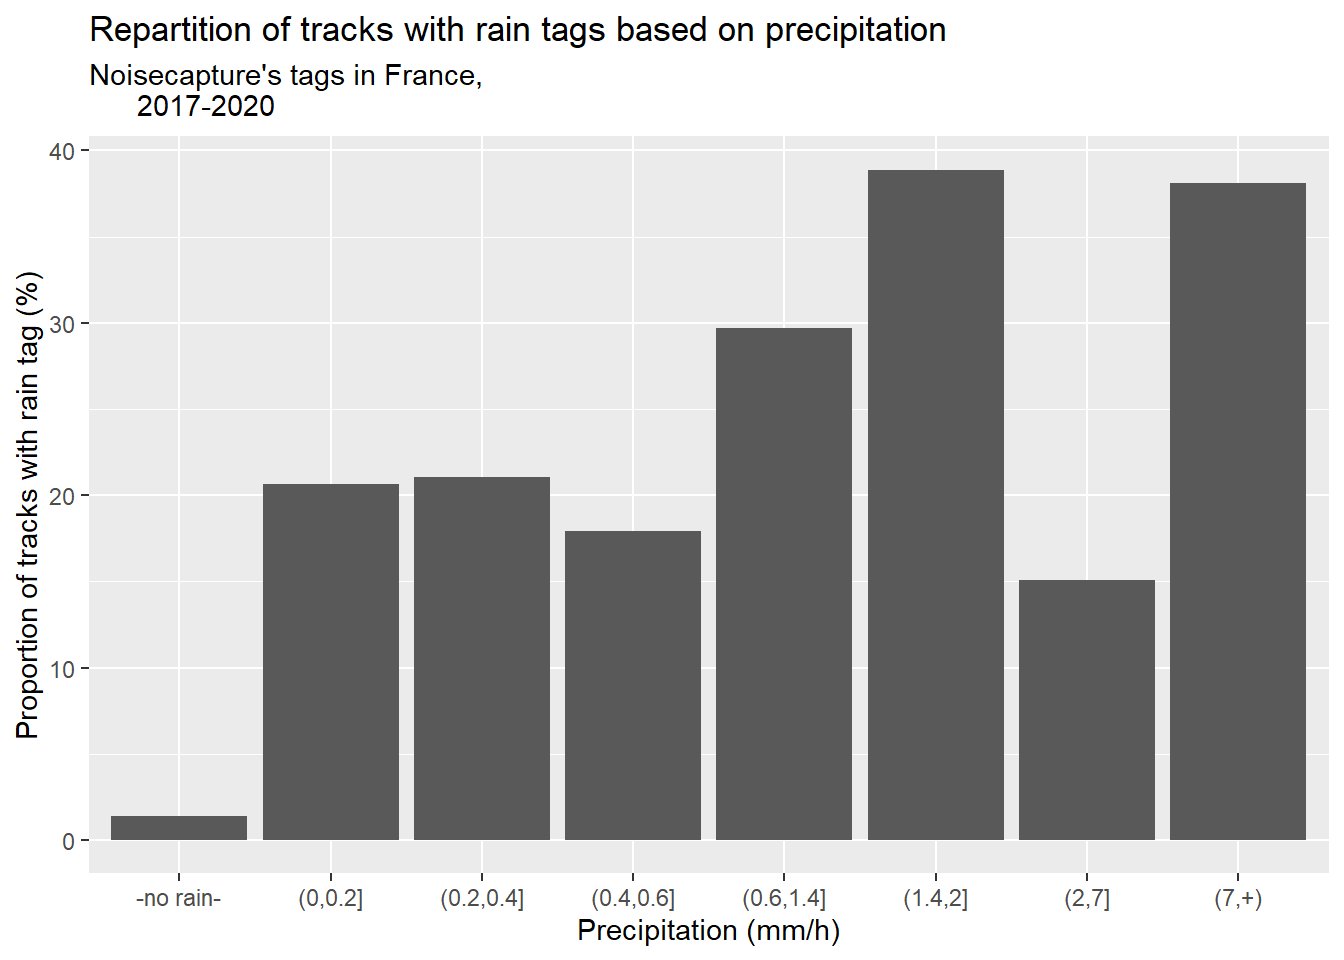 Repartition of tracks with rain tags based on precipitation
Noisecapture's tags in France,
2017-2020
Proportion of tracks with rain tag (%)
40
30
20
10
0
-no rain-
(0,0.2]
(0.2,0.4]
(0.4,0.6]
(0.6,1.4]
(1.4,2]
(2,7]
(7,+)
Precipitation (mm/h)